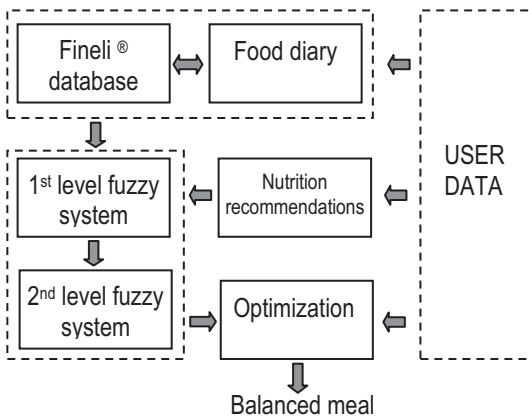 Fineli ®
database
Food diary
USER
DATA
1st level fuzzy
system
Nutrition
recommendations
2nd level fuzzy
system
Optimization
Balanced meal